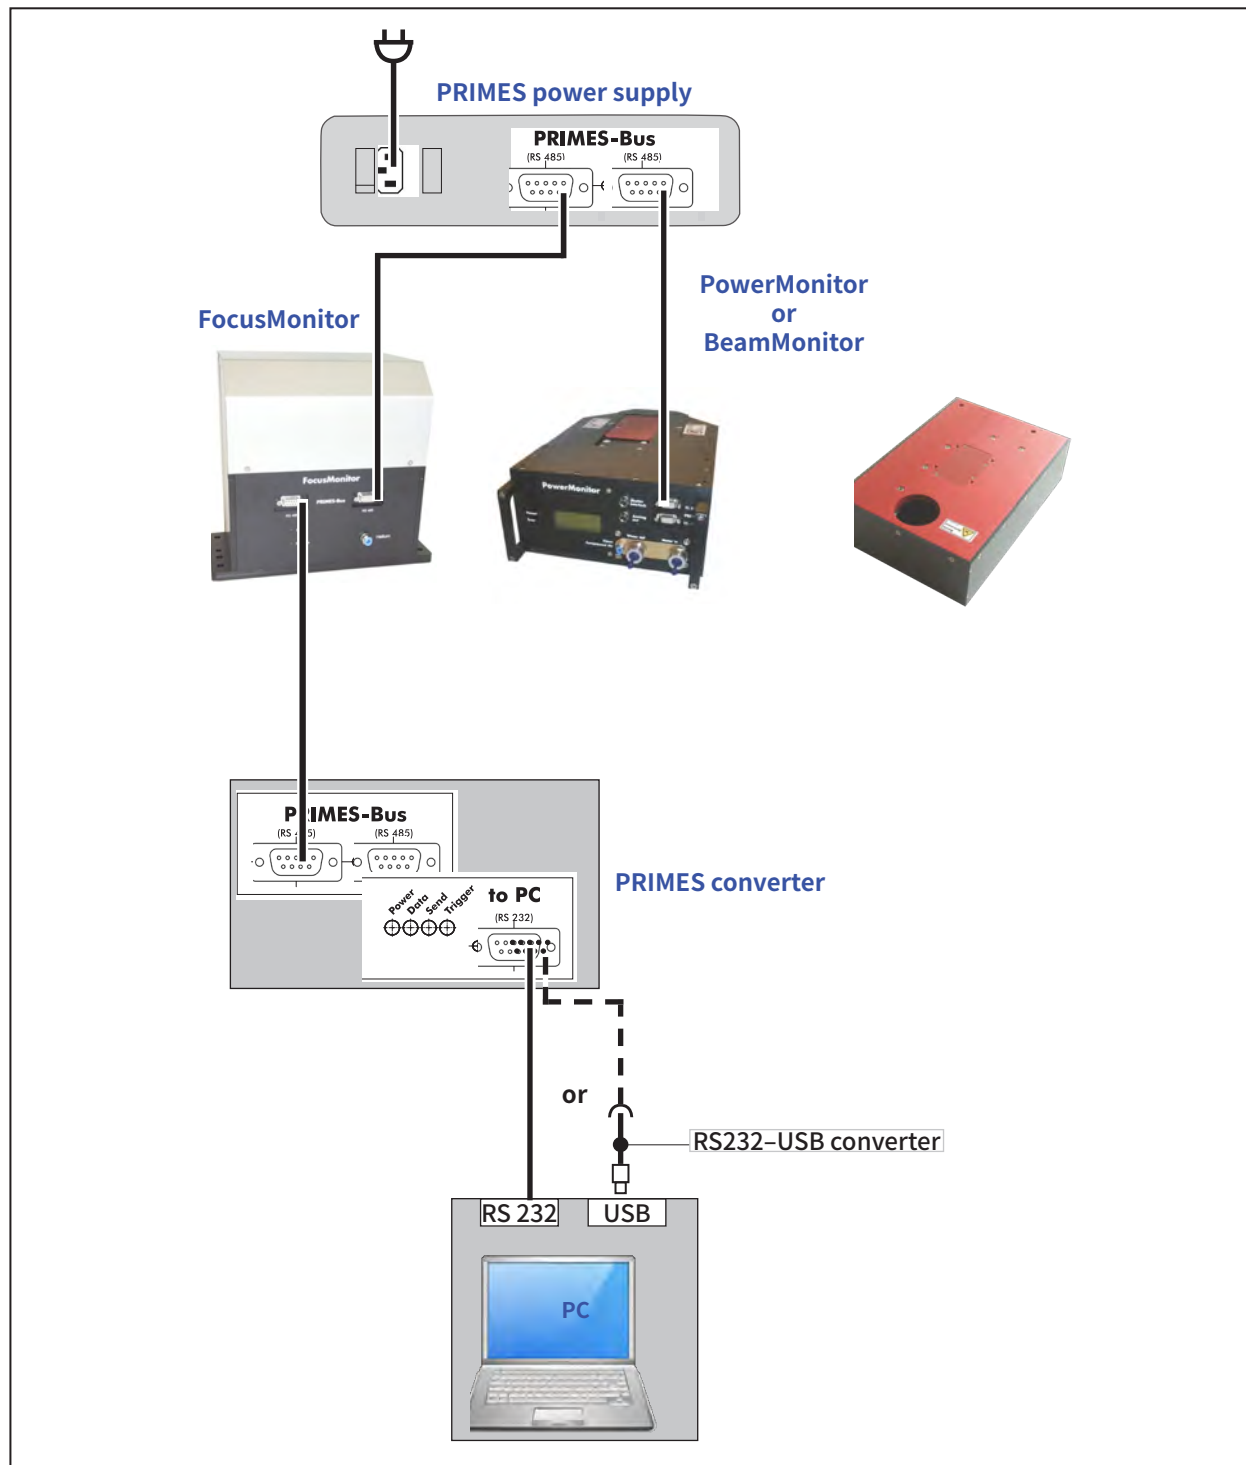 PRIMES power supply
PRIMES-Bus
(RS 485)
(RS 485)
PowerMonitor
or
BeamMonitor
FocusMonitor
FocusMonitor
PRIMES-Bus
PowerMonitor
PRIMES-Bus
(RS 485)
(RS 485)
PRIMES converter
Power
Data
Send
Trigger
to PC
(RS 232)
or
RS232–USB converter
RS 232
USB
PC